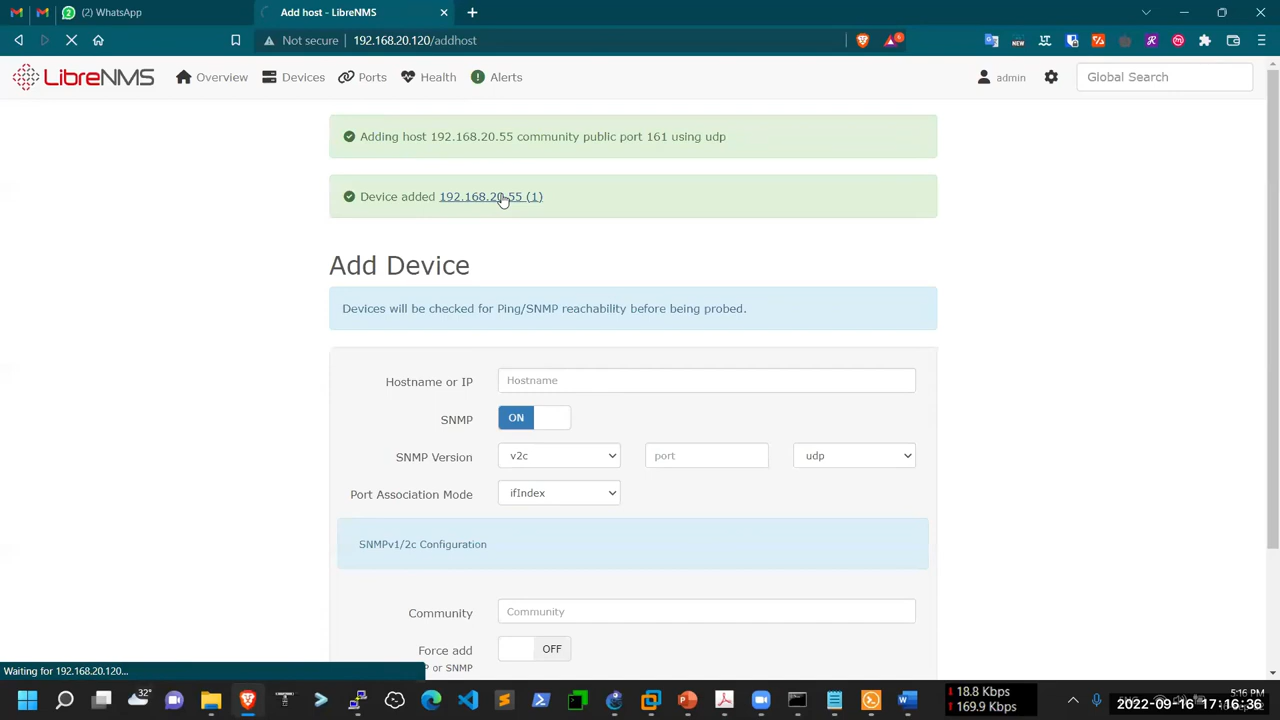 (2) WhatsApp
Add host - LibreNMS
Not secure
192.168.20.120/addhost
6
NEW
LibreNMS
Overview
Devices
Ports
Health
Alerts
admin
Global Search
Adding host 192.168.20.55 community public port 161 using udp
Device added 192.168.20.55 (1)
Add Device
Devices will be checked for Ping/SNMP reachability before being probed.
Hostname or IP
Hostname
SNMP
ON
SNMP Version
v2c
port
udp
Port Association Mode
ifIndex
SNMPv1/2c Configuration
Community
Community
Force add
OFF
P or SNMP
Waiting for 192.168.20.120...
32°
18.8 Kbps
169.9 Kbps
5:16 PM
2022-09-16 17:16:36